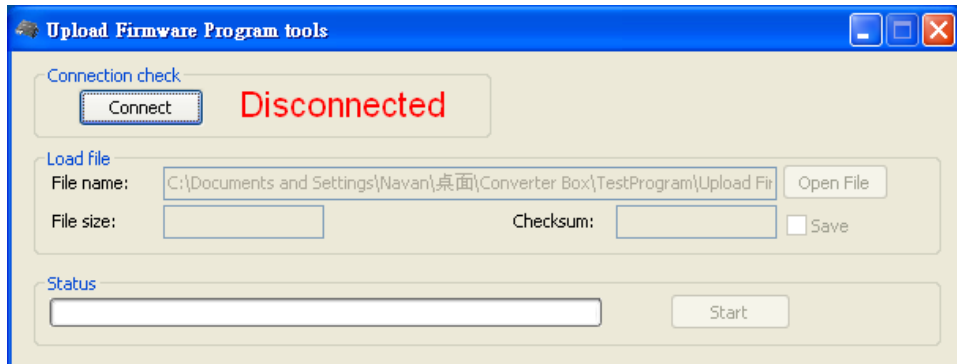 Upload Firmware Program tools
Connection check
Connect Disconnected
Load file
File name: C:\Documents and Settings\Navan\桌面\Converter Box\TestProgram\Upload Fir Open File
File size: Checksum: Save
Status
Start